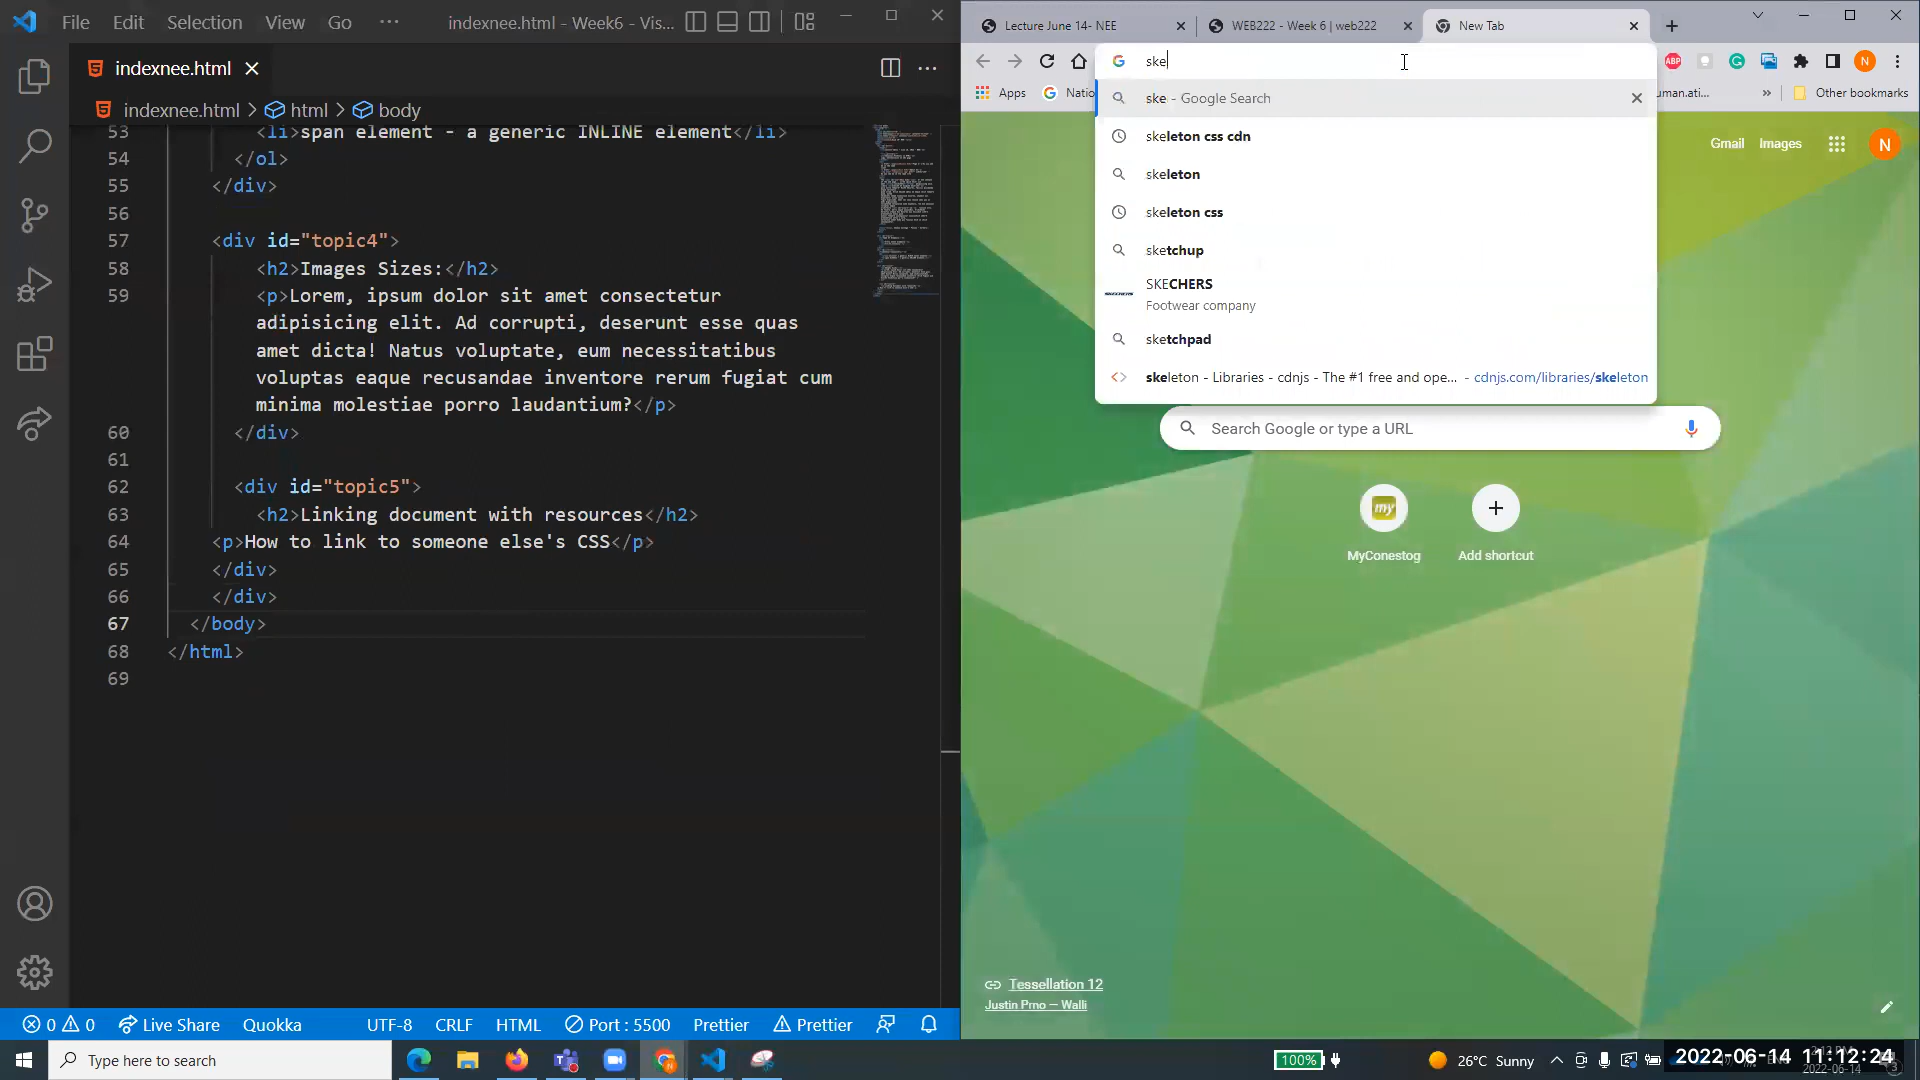 File Edit Selection View Go ··· indexnee.html - Week6 - Vis...
indexnee.html
indexnee.html > html > body
53 <li>span element - a generic INLINE element</li>
54 </ol>
55 </div>
56
57 <div id="topic4">
58 <h2>Images Sizes:</h2>
59 <p>Lorem, ipsum dolor sit amet consectetur
adipisicing elit. Ad corrupti, deserunt esse quas
amet dicta! Natus voluptate, eum necessitatibus
voluptas eaque recusandae inventore rerum fugiat cum
minima molestiae porro laudantium?</p>
60 </div>
61
62 <div id="topic5">
63 <h2>Linking document with resources</h2>
64 <p>How to link to someone else's CSS</p>
65 </div>
66 </div>
67 </body>
68 </html>
69
0 0 Live Share Quokka UTF-8 CRLF HTML Port : 5500 Prettier Prettier
Lecture June 14- NEE
WEB222 - Week 6 | web222
New Tab
ske
ABP
N
Apps
Natio
uman.ati...
»
Other bookmarks
ske - Google Search
skeleton css cdn
skeleton
skeleton css
sketchup
SKECHERS
Footwear company
sketchpad
skeleton - Libraries - cdnjs - The #1 free and ope... - cdnjs.com/libraries/skeleton
Gmail Images N
Search Google or type a URL
my
MyConestog
Add shortcut
Tessellation 12
Justin Prno — Walli
Type here to search
100%
26°C Sunny
2022-06-14 11:12:24
2022-06-14